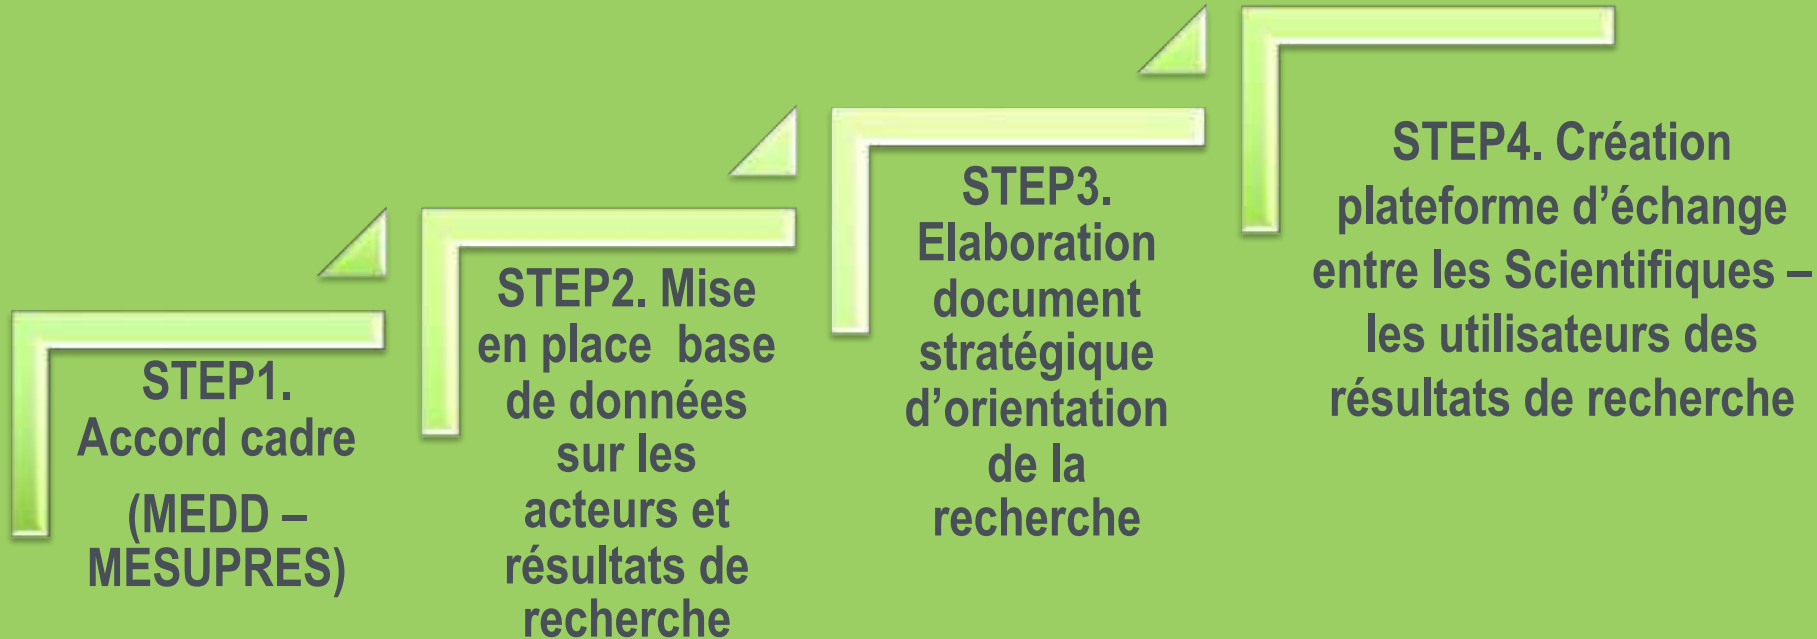 STEP1.
Accord cadre
(MEDD –
MESUPRES)
STEP2. Mise
en place base
de données
sur les
acteurs et
résultats de
recherche
STEP3.
Elaboration
document
stratégique
d’orientation
de la
recherche
STEP4. Création
plateforme d’échange
entre les Scientifiques –
les utilisateurs des
résultats de recherche